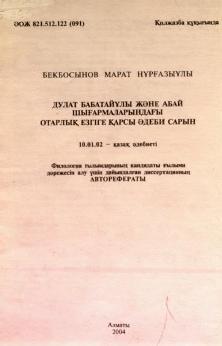 ӘОЖ 821.512.122 (091)
Қолжазба құқығында
БЕКБОСЫНОВ МАРАТ НҰРҒАЗЫҰЛЫ
ДУЛАТ БАБАТАЙҰЛЫ ЖӘНЕ АБАЙ
ШЫҒАРМАЛАРЫНДАҒЫ
ОТАРЛЫҚ ЕЗГІГЕ ҚАРСЫ ӘДЕБИ САРЫН
10.01.02 – қазақ әдебиеті
Филология ғылымдарының кандидаты ғылыми
дәрежесін алу үшін дайындалған диссертацияның
АВТОРЕФЕРАТЫ
Алматы
2004